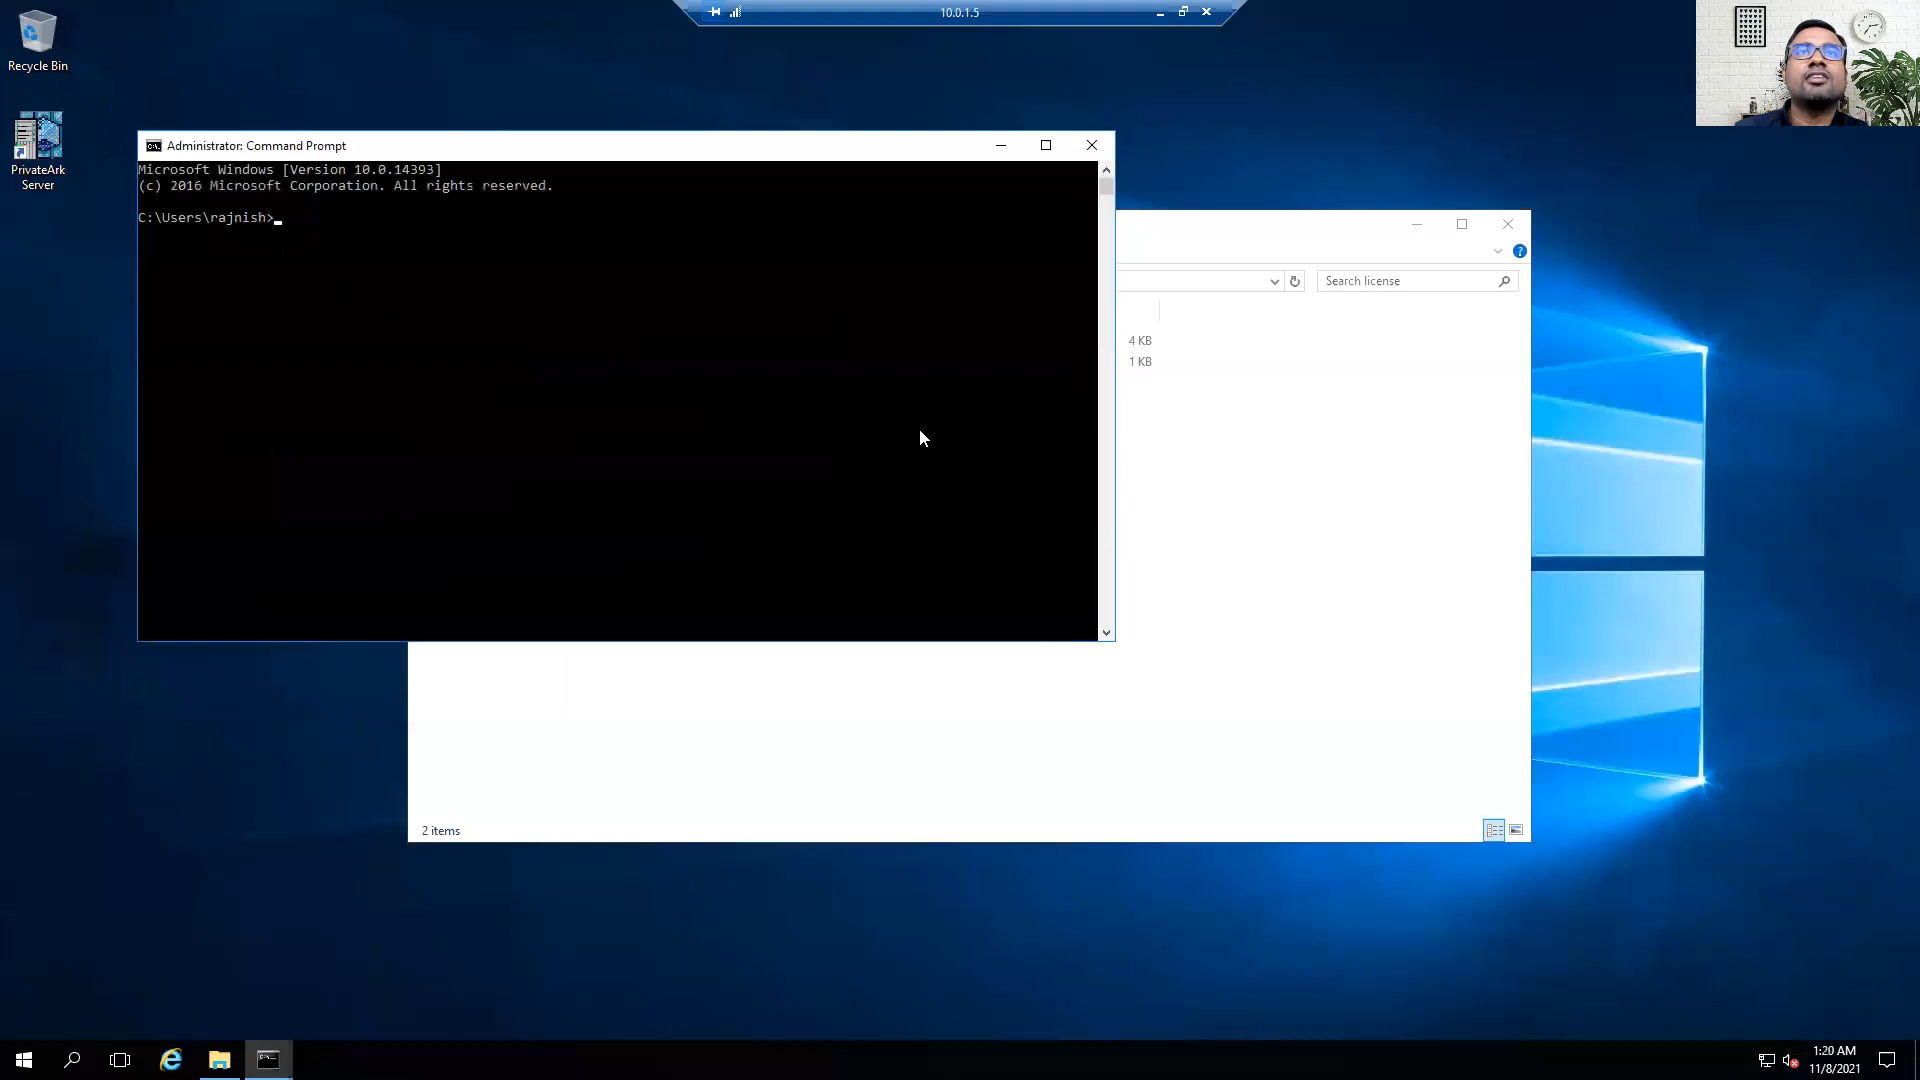 10.0.1.5
Recycle Bin
PrivateArk
Server
Administrator: Command Prompt
Microsoft Windows [Version 10.0.14393]
(c) 2016 Microsoft Corporation. All rights reserved.
C:\Users\rajnish>
Search license
4 KB
1 KB
2 items
1:20 AM
11/8/2021